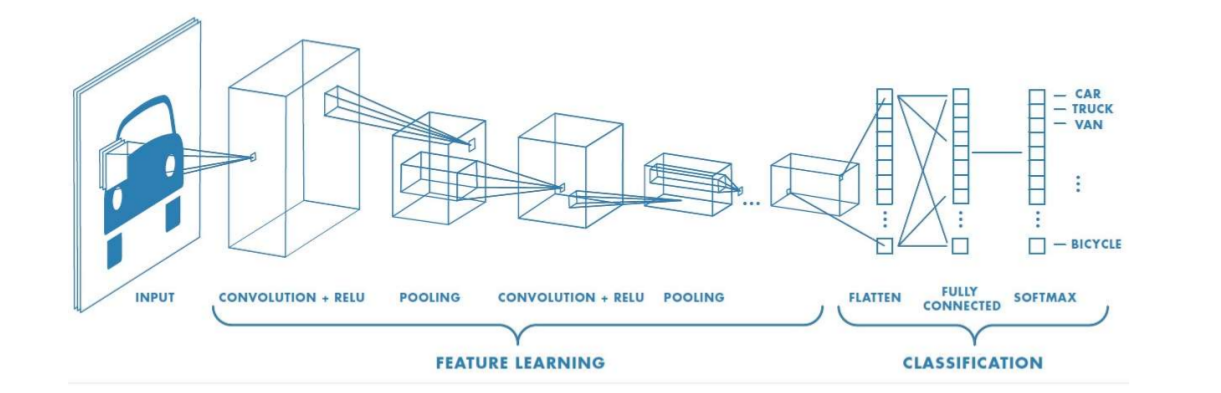 CAR
TRUCK
VAN
BICYCLE
INPUT
CONVOLUTION + RELU
POOLING
CONVOLUTION + RELU
POOLING
...
FLATTEN
FULLY
CONNECTED
SOFTMAX
FEATURE LEARNING
CLASSIFICATION